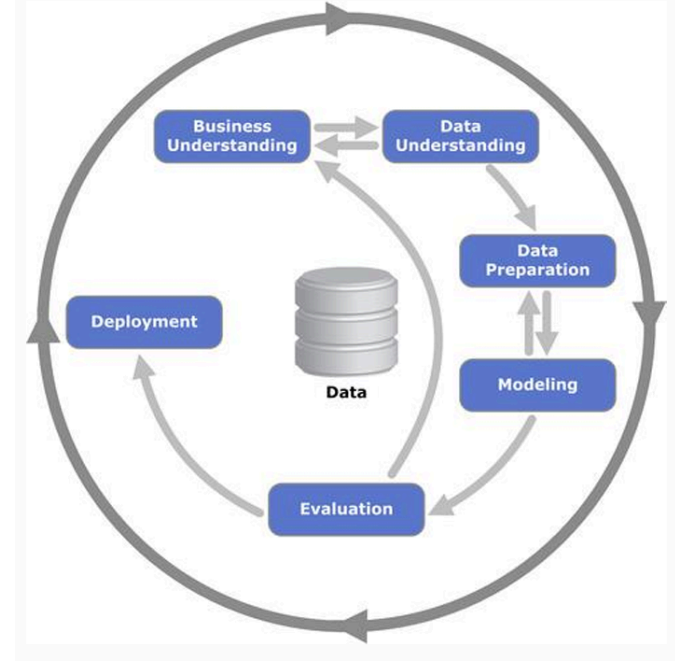 Business
Understanding
Data
Understanding
Data
Preparation
Deployment
Data
Modeling
Evaluation